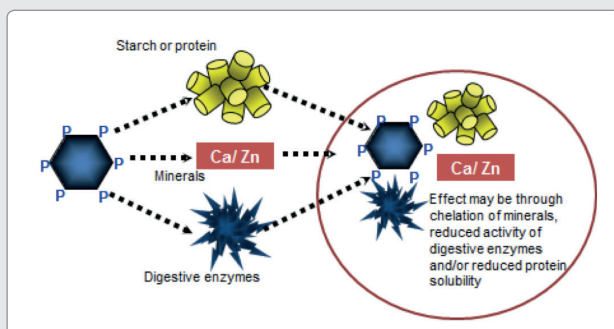 Starch or protein
P P
P P
P P
Ca/ Zn
Minerals
Digestive enzymes
P P
P P
P P
Ca/ Zn
Effect may be through
chelation of minerals,
reduced activity of
digestive enzymes
and/or reduced protein
solubility